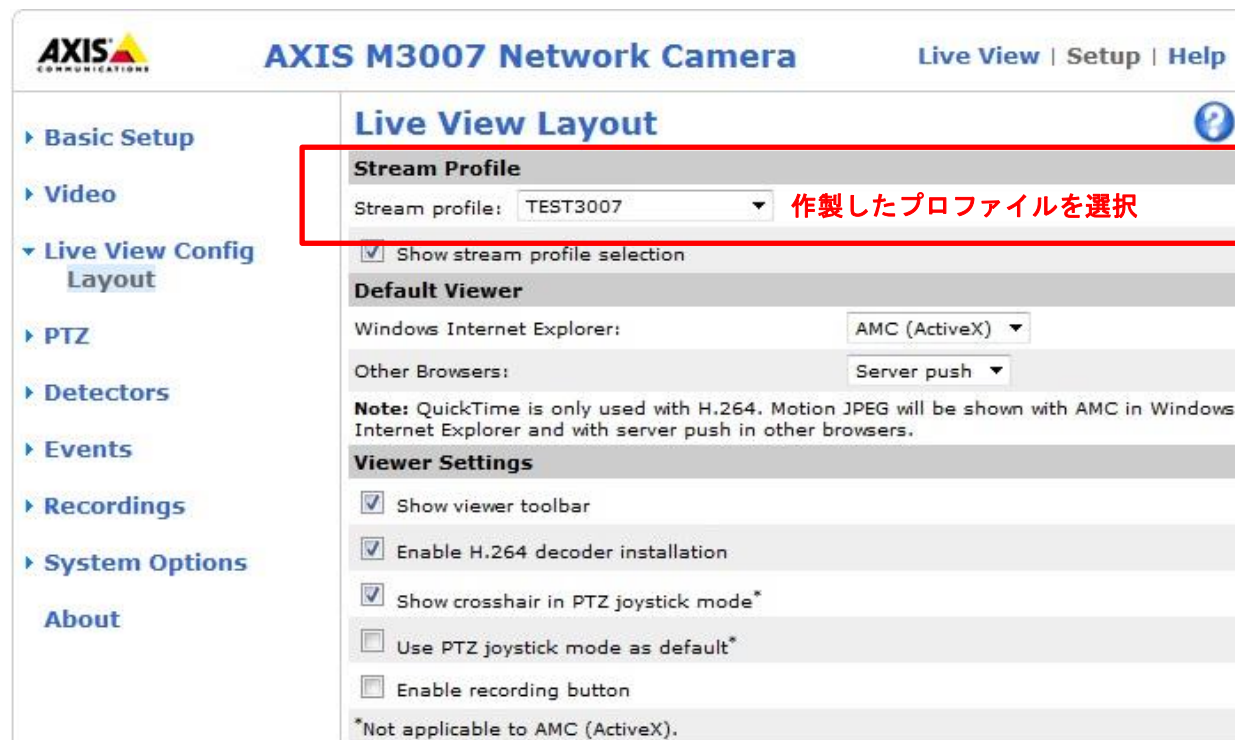 AXIS
COMMUNICATIONS
AXIS M3007 Network Camera
Live View | Setup | Help
Basic Setup
Video
Live View Config
Layout
PTZ
Detectors
Events
Recordings
System Options
About
Live View Layout
?
Stream Profile
Stream profile: TEST3007
作製したプロファイルを選択
Show stream profile selection
Default Viewer
Windows Internet Explorer: AMC (ActiveX)
Other Browsers: Server push
Note: QuickTime is only used with H.264. Motion JPEG will be shown with AMC in Windows
Internet Explorer and with server push in other browsers.
Viewer Settings
Show viewer toolbar
Enable H.264 decoder installation
Show crosshair in PTZ joystick mode*
Use PTZ joystick mode as default*
Enable recording button
*Not applicable to AMC (ActiveX).